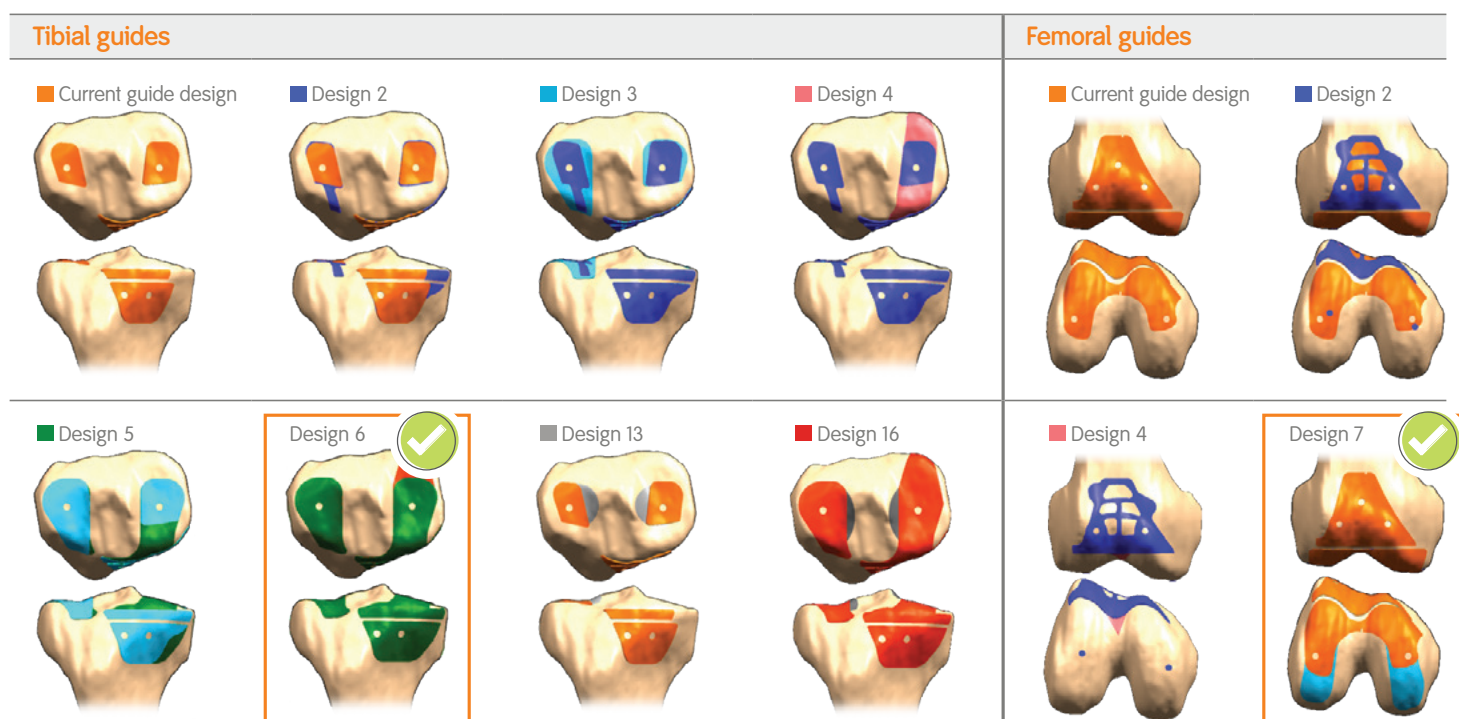 Tibial guides
Femoral guides
Current guide design
Design 2
Design 3
Design 4
Current guide design
Design 2
Design 5
Design 6
Design 13
Design 16
Design 4
Design 7